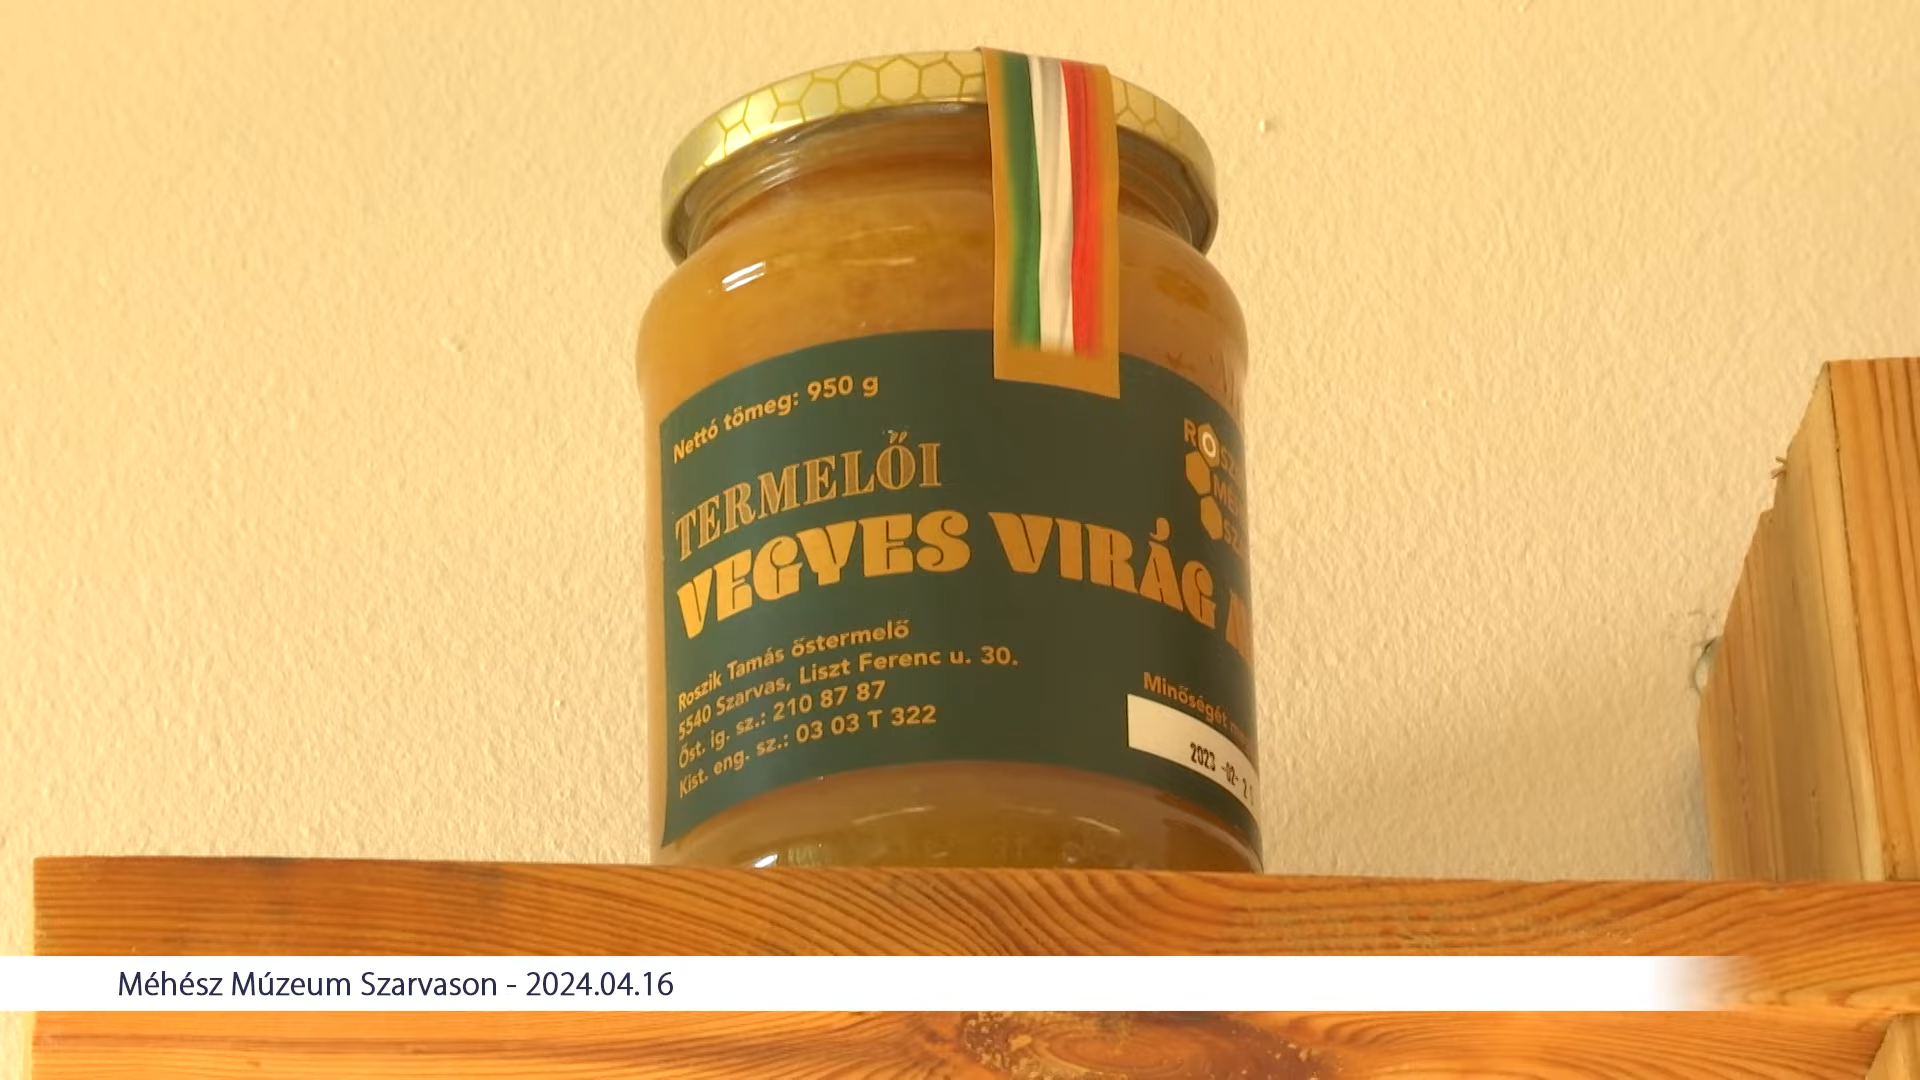 Nettó tömeg: 950 g
TERMELŐI
VEGYES VIRÁG
Roszik Tamás őstermelő
5540 Szarvas, Liszt Ferenc u. 30.
Őst. ig. sz.: 210 87 87
Kist. eng. sz.: 03 03 T 322
Minőségét
2023 -02- 2
Méhész Múzeum Szarvason - 2024.04.16